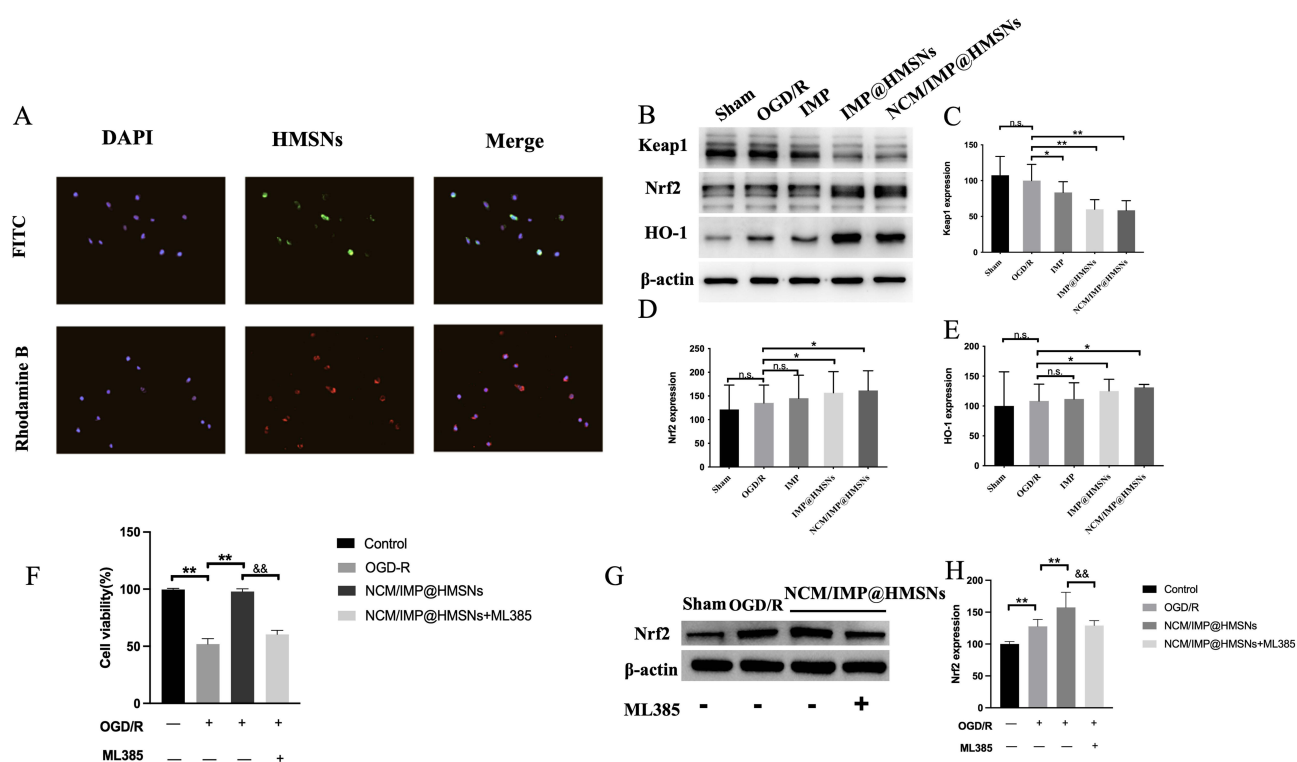 A
DAPI
HMSNs
Merge
FITC
Rhodamine B
B
Sham
OGD/R
IMP
IMP@HMSNs
NCM/IMP@HMSNs
Keap1
Nrf2
HO-1
β-actin
C
Keap1 expression
150
100
50
0
n.s.
*
**
**
Sham
OGD/R
IMP
IMP@HMSNs
NCM/IMP@HMSNs
D
Nrf2 expression
250
200
150
100
50
0
n.s.
n.s.
*
*
Sham
OGD/R
IMP
IMP@HMSNs
NCM/IMP@HMSNs
E
HO-1 expression
200
150
100
50
0
n.s.
n.s.
*
*
Sham
OGD/R
IMP
IMP@HMSNs
NCM/IMP@HMSNs
F
Cell viability(%)
150
100
50
0
** ** &&
OGD/R — + + +
ML385 — — — +
Control
OGD-R
NCM/IMP@HMSNs
NCM/IMP@HMSNs+ML385
G
Sham OGD/R NCM/IMP@HMSNs
Nrf2
β-actin
ML385 - - - +
H
Nrf2 expression
200
150
100
50
0
** ** &&
OGD/R — + + +
ML385 — — — +
Control
OGD/R
NCM/IMP@HMSNs
NCM/IMP@HMSNs+ML385